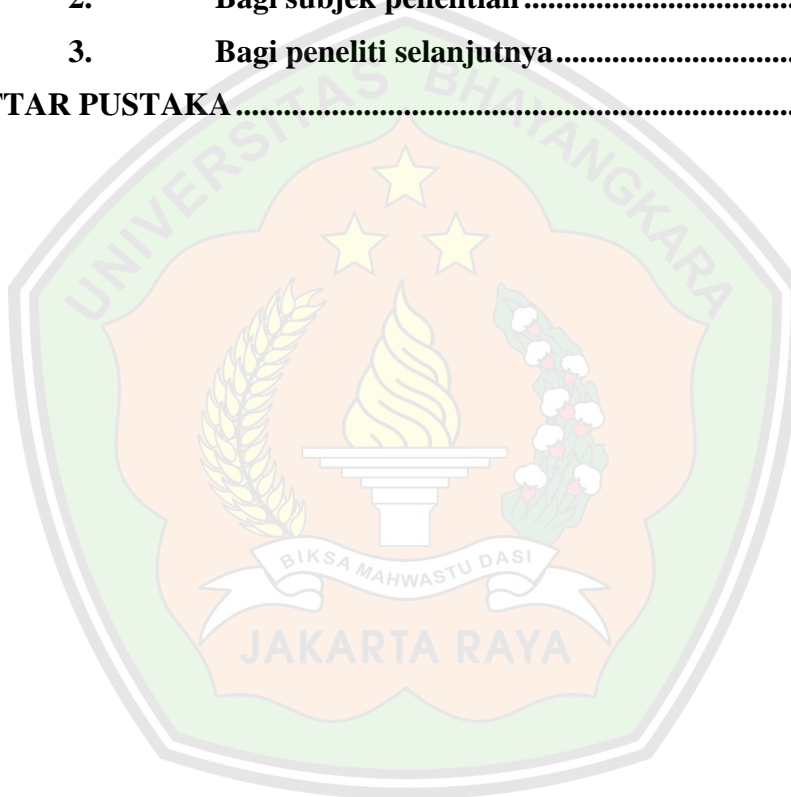 2. Bagi subjek penelitian................................
3. Bagi peneliti selanjutnya............................
TAR PUSTAKA........................................................................
UNIVERSITAS BHAYANGKARA
BIKSA MAHWASTU DASI
JAKARTA RAYA